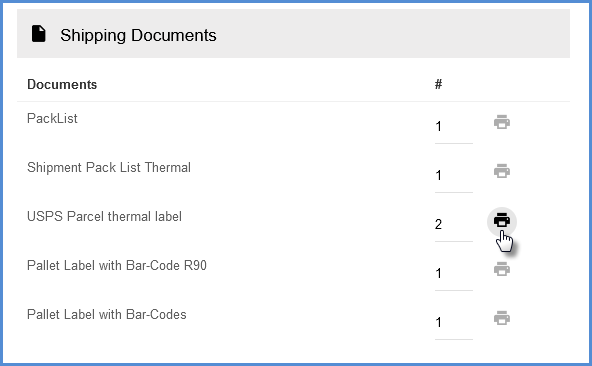 Shipping Documents
Documents #
PackList 1
Shipment Pack List Thermal 1
USPS Parcel thermal label 2
Pallet Label with Bar-Code R90 1
Pallet Label with Bar-Codes 1